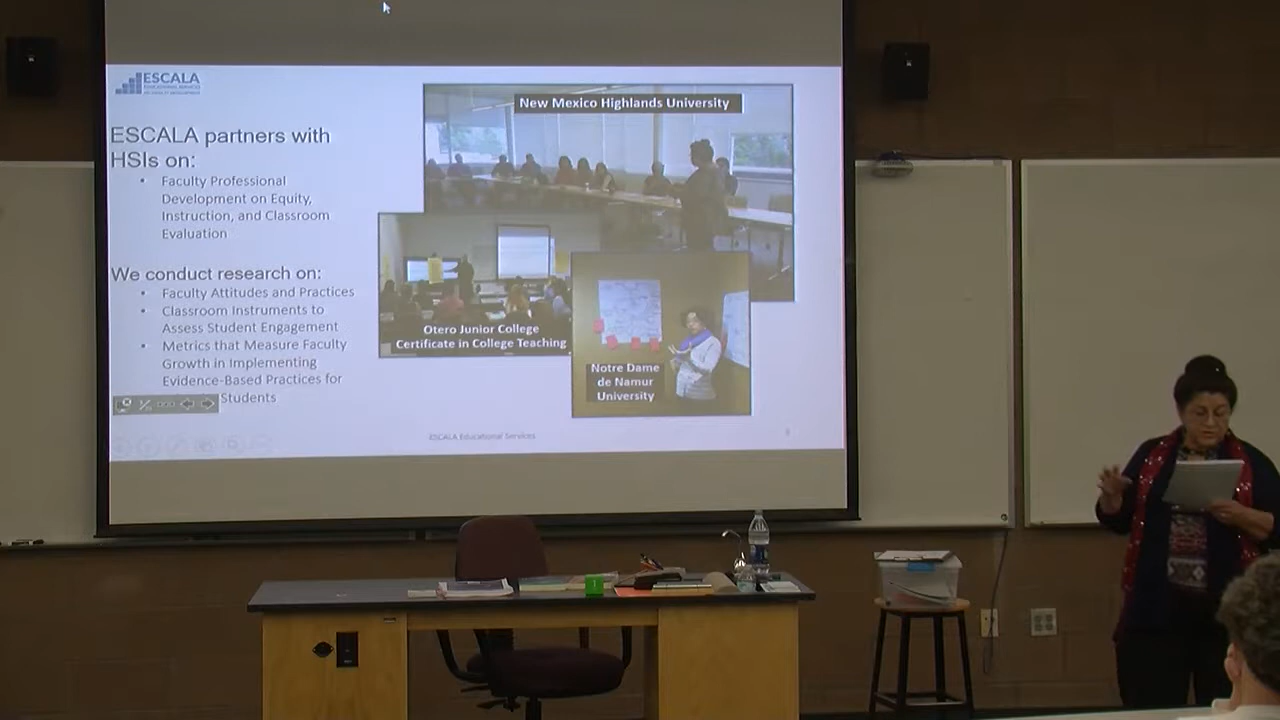 ESCALA
EDUCATIONAL SERVICES
ESCALA partners with
HSIs on:
• Faculty Professional
Development on Equity,
Instruction, and Classroom
Evaluation
We conduct research on:
• Faculty Attitudes and Practices
• Classroom Instruments to
Assess Student Engagement
• Metrics that Measure Faculty
Growth in Implementing
Evidence-Based Practices for
Students
New Mexico Highlands University
Otero Junior College
Certificate in College Teaching
Notre Dame
de Namur
University
ESCALA Educational Services